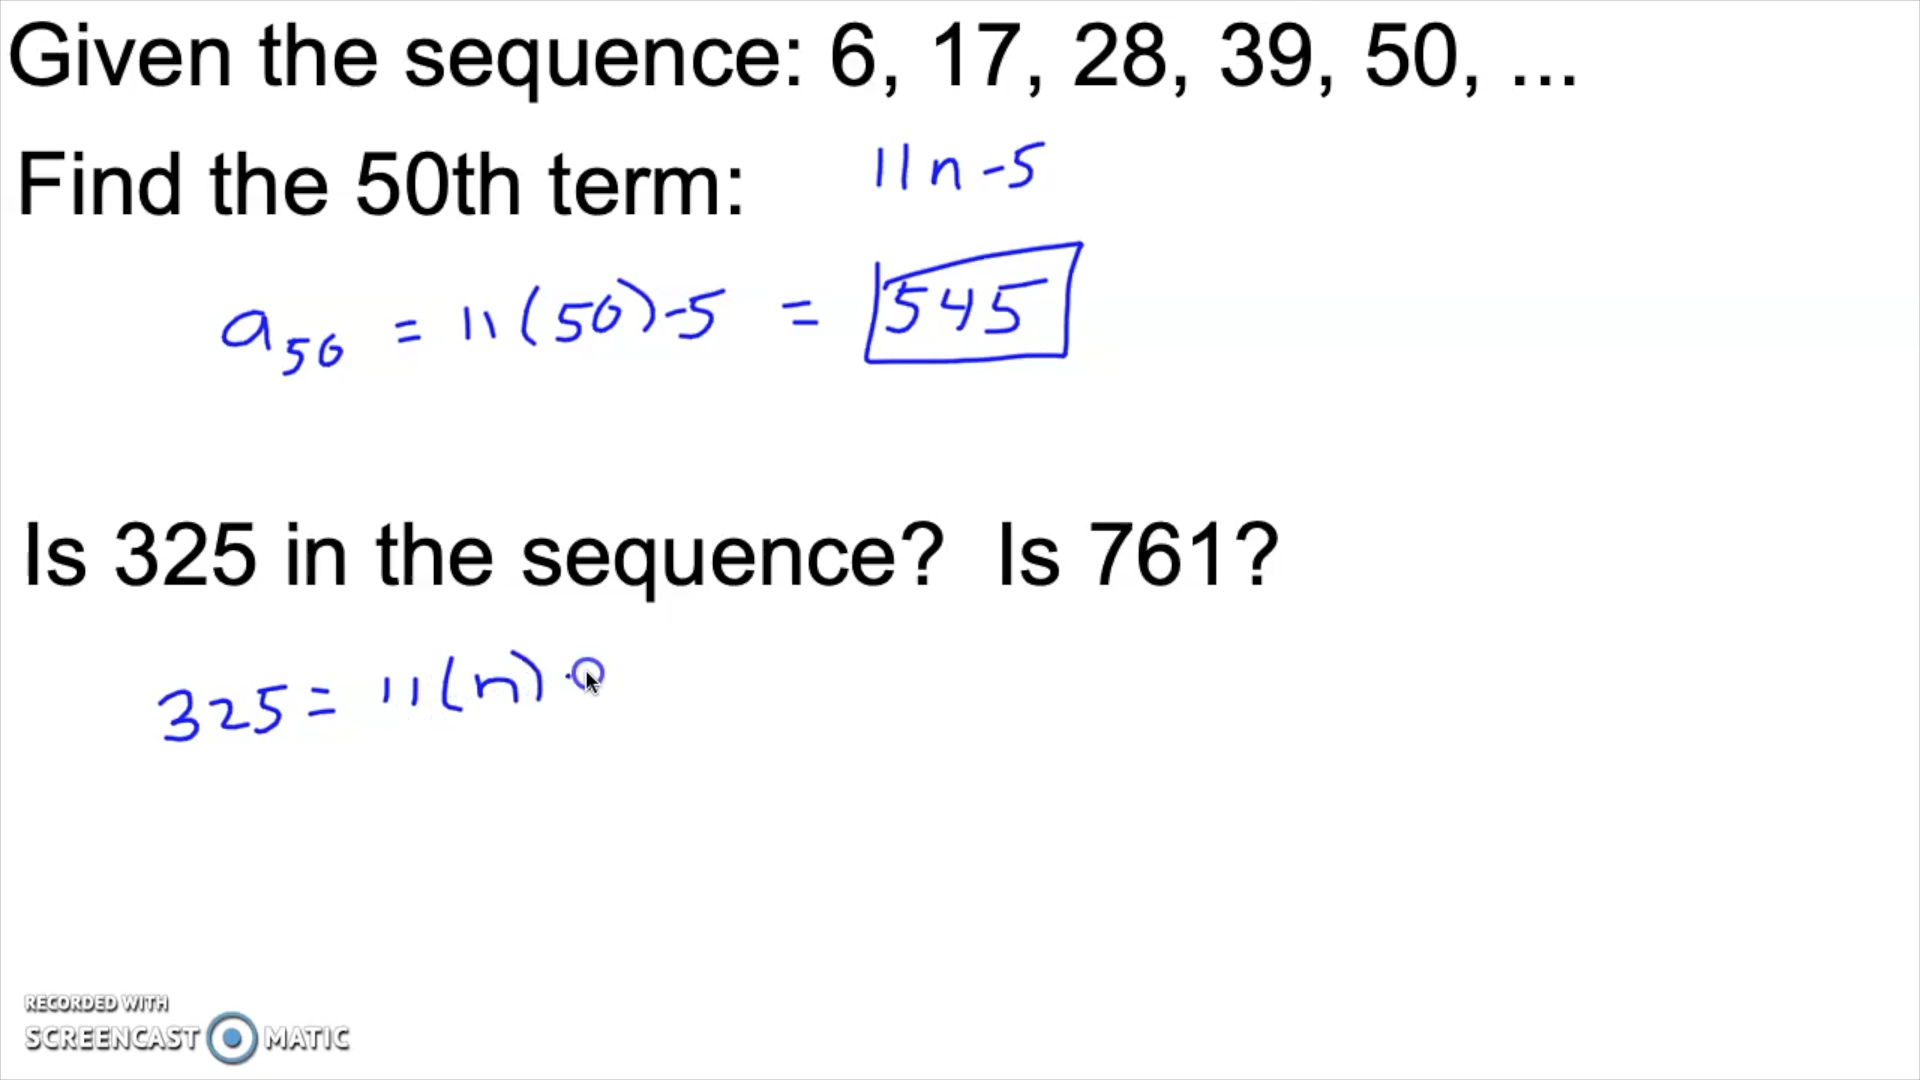 Given the sequence: 6, 17, 28, 39, 50, ...
Find the 50th term: 11n-5
a50 = 11(50)-5 = 545
Is 325 in the sequence? Is 761?
325 = 11(n)
RECORDED WITH
SCREENCAST MATIC